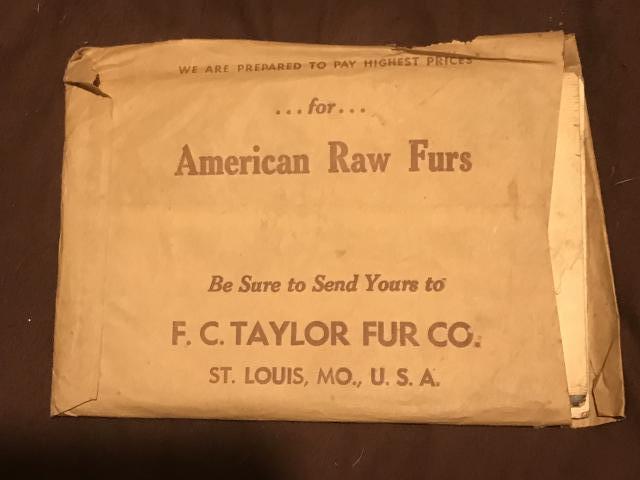 WE ARE PREPARED TO PAY HIGHEST PRICES
...for...
American Raw Furs
Be Sure to Send Yours to
F. C. TAYLOR FUR CO.
ST. LOUIS, MO., U. S. A.